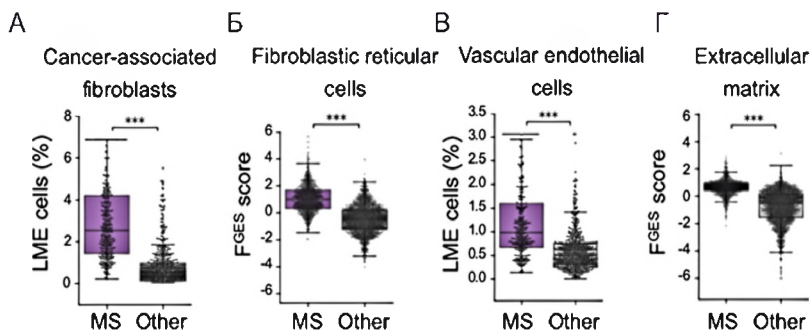 А
Cancer-associated
fibroblasts
***
LME cells (%)
8
6
4
2
0
MS Other
Б
Fibroblastic reticular
cells
***
FGES score
6
4
2
0
-2
-4
-6
MS Other
В
Vascular endothelial
cells
***
LME cells (%)
3.5
3.0
2.5
2.0
1.5
1.0
0.5
0.0
MS Other
Г
Extracellular
matrix
***
FGES score
6
4
2
0
-2
-4
-6
MS Other